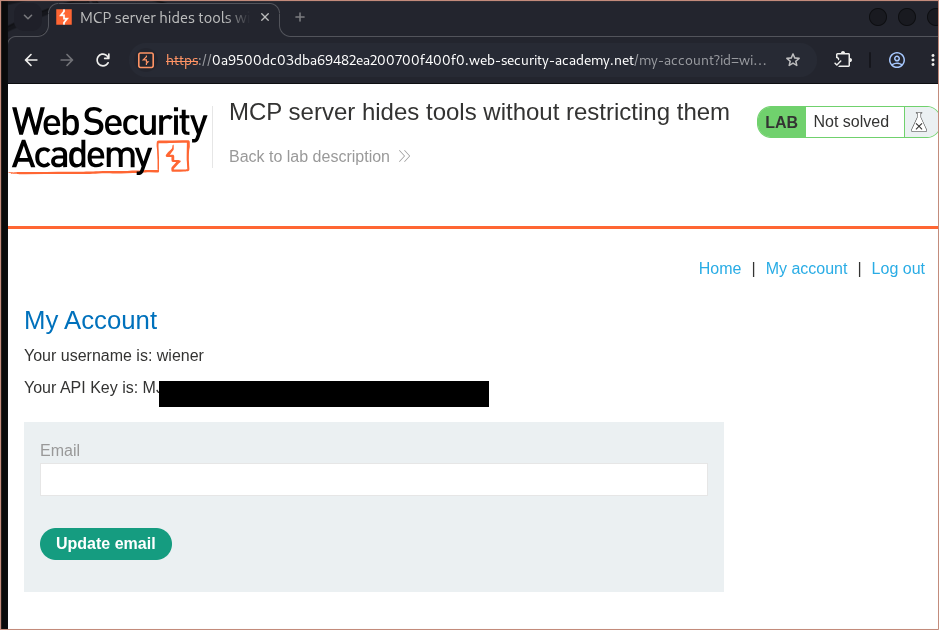 MCP server hides tools w
https://0a9500dc03dba69482ea200700f400f0.web-security-academy.net/my-account?id=wi...
Web Security
Academy
MCP server hides tools without restricting them
Back to lab description
LAB
Not solved
Home | My account | Log out
My Account
Your username is: wiener
Your API Key is:
Email
Update email